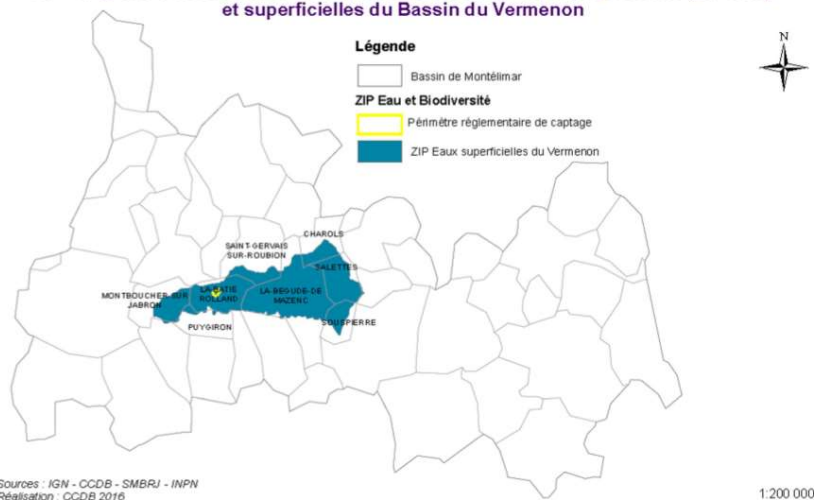 et superficielles du Bassin du Vermenon
Légende
Bassin de Montélimar
ZIP Eau et Biodiversité
Périmètre réglementaire de captage
ZIP Eaux superficielles du Vermenon
N
CHAROLS
SAINT-GERVAIS
SUR-ROUBION
SALETTES
MONTBOUCHER-SUR
JABRON
LA-BATIE
ROLLAND
LA-BEGUDE-DE
MAZENC
PUYGIRON
SOUSPIERRE
Sources : IGN - CCDB - SMBRJ - INPN
Réalisation : CCDB 2016
1:200 000